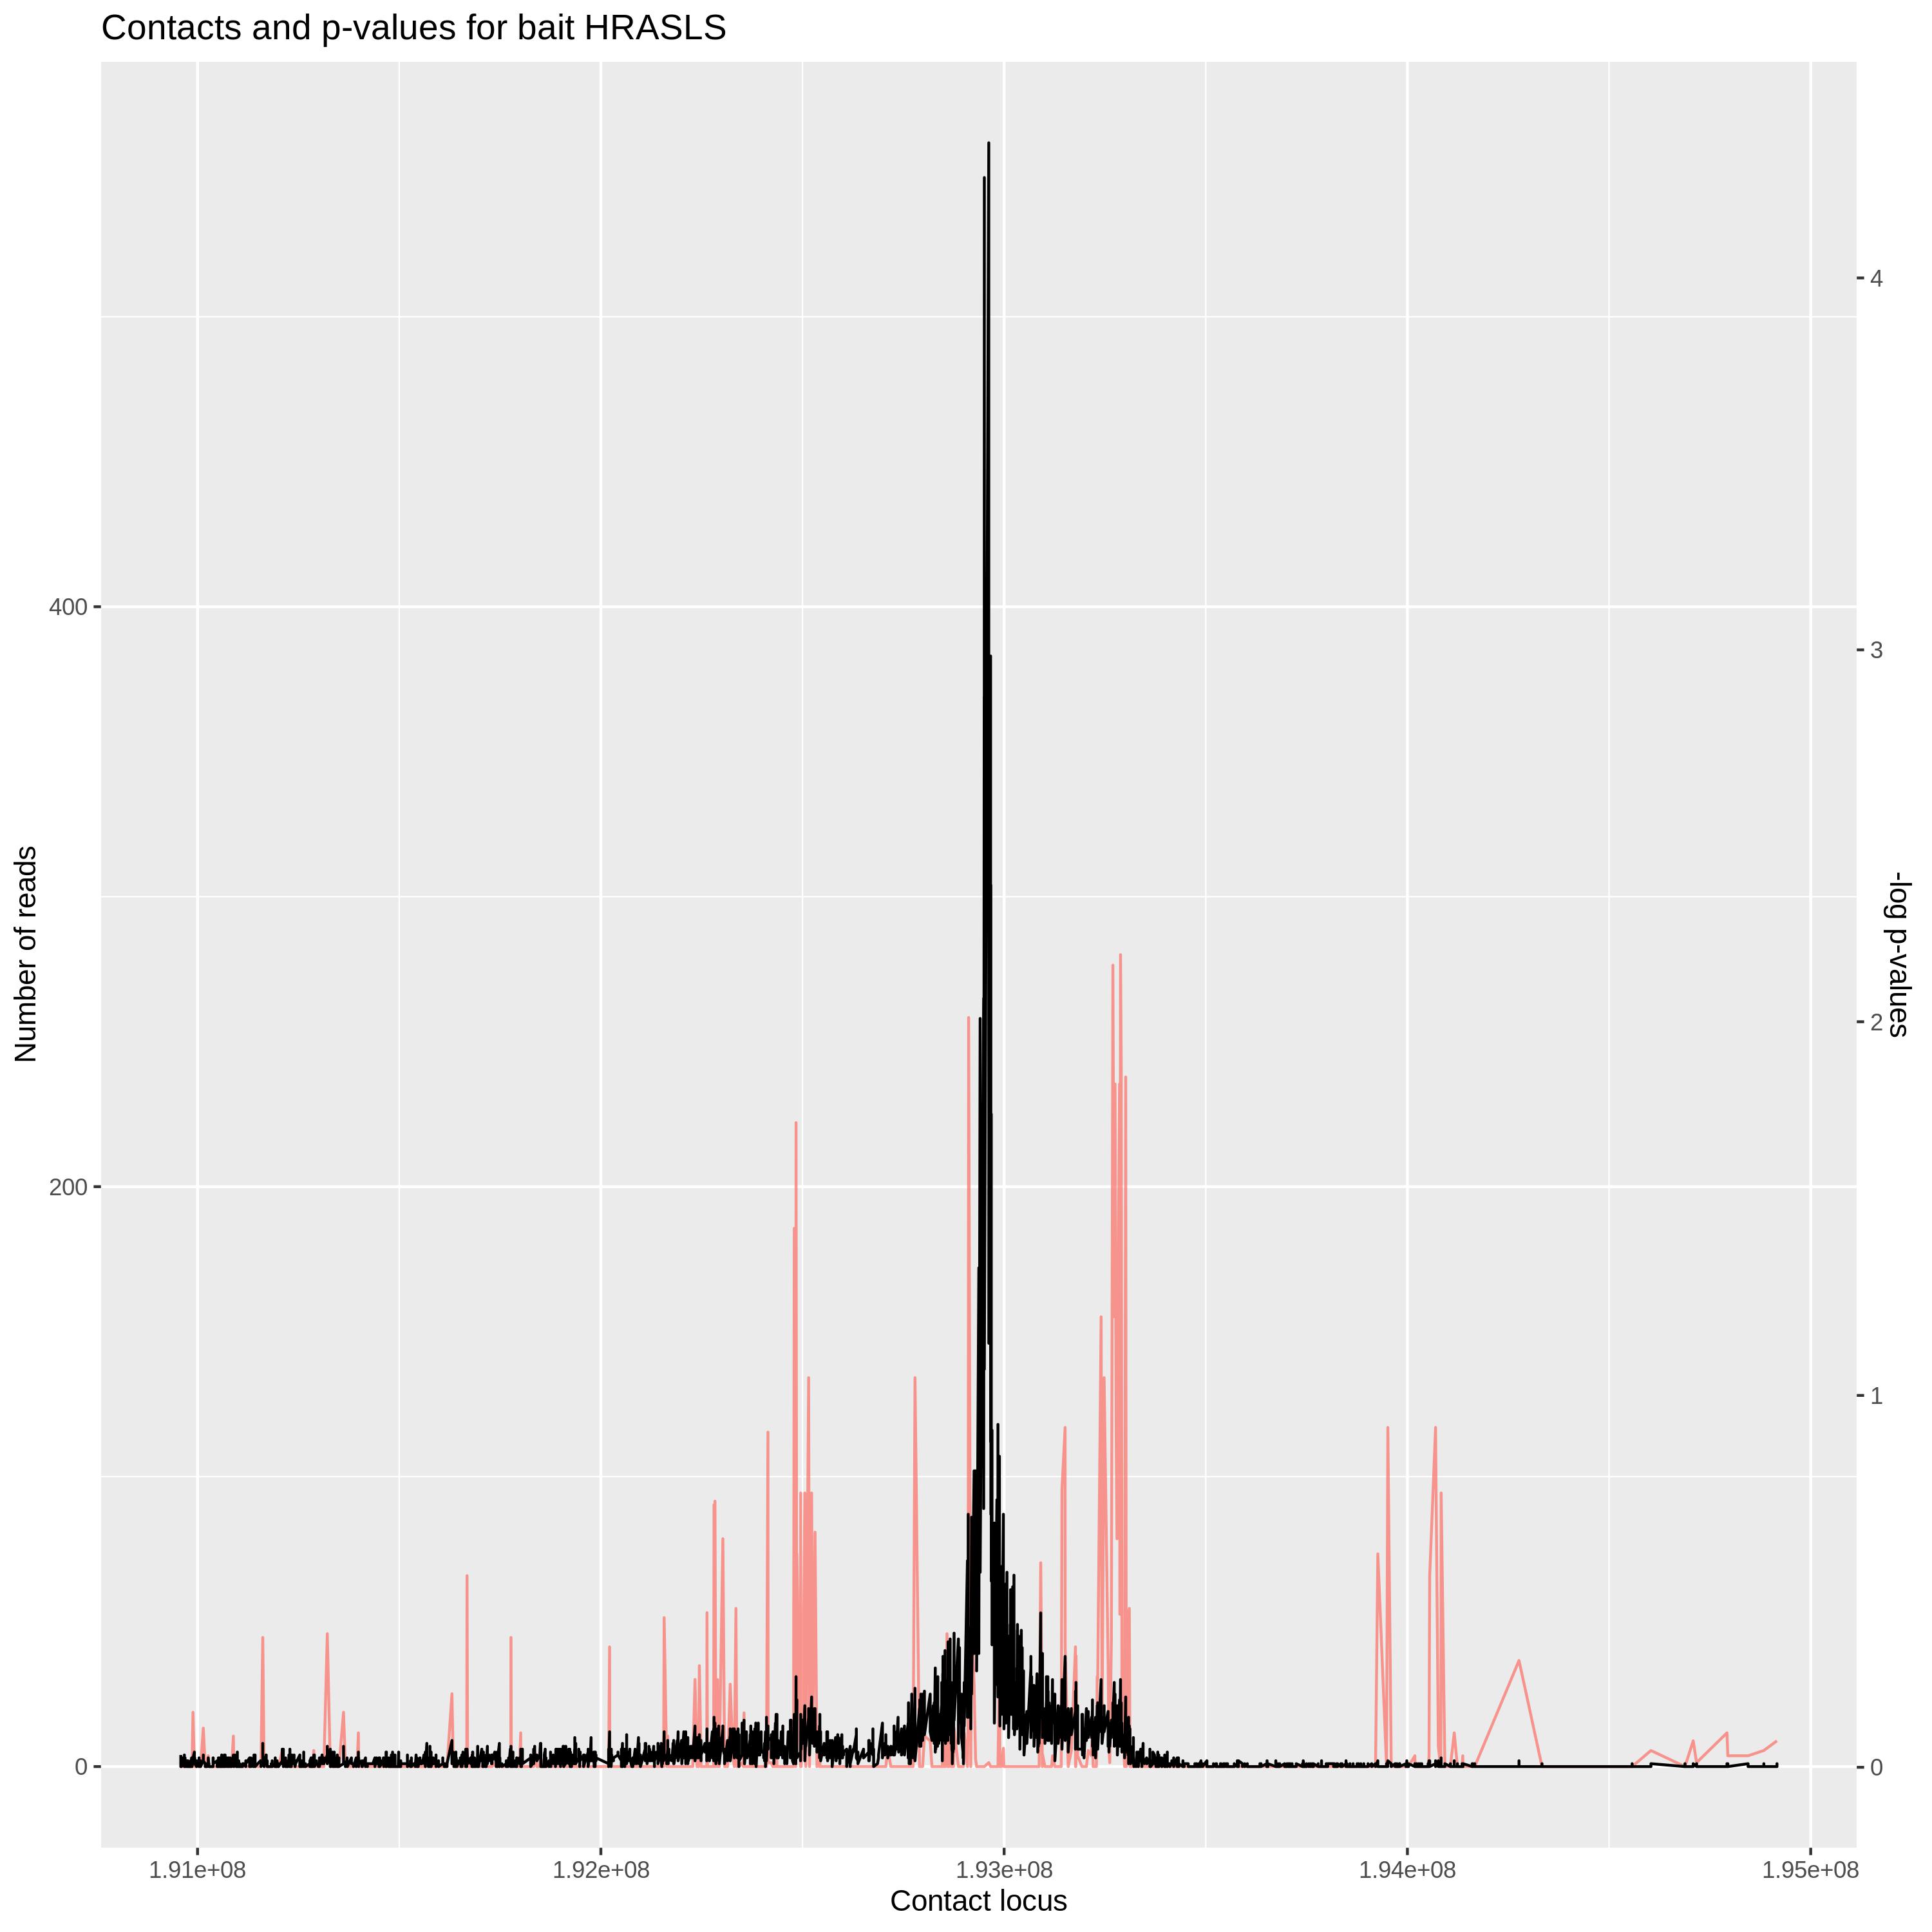 Contacts and p-values for bait HRASLS
Number of reads
400
200
0
4
3
2
1
0
-log p-values
1.91e+08
1.92e+08
1.93e+08
1.94e+08
1.95e+08
Contact locus